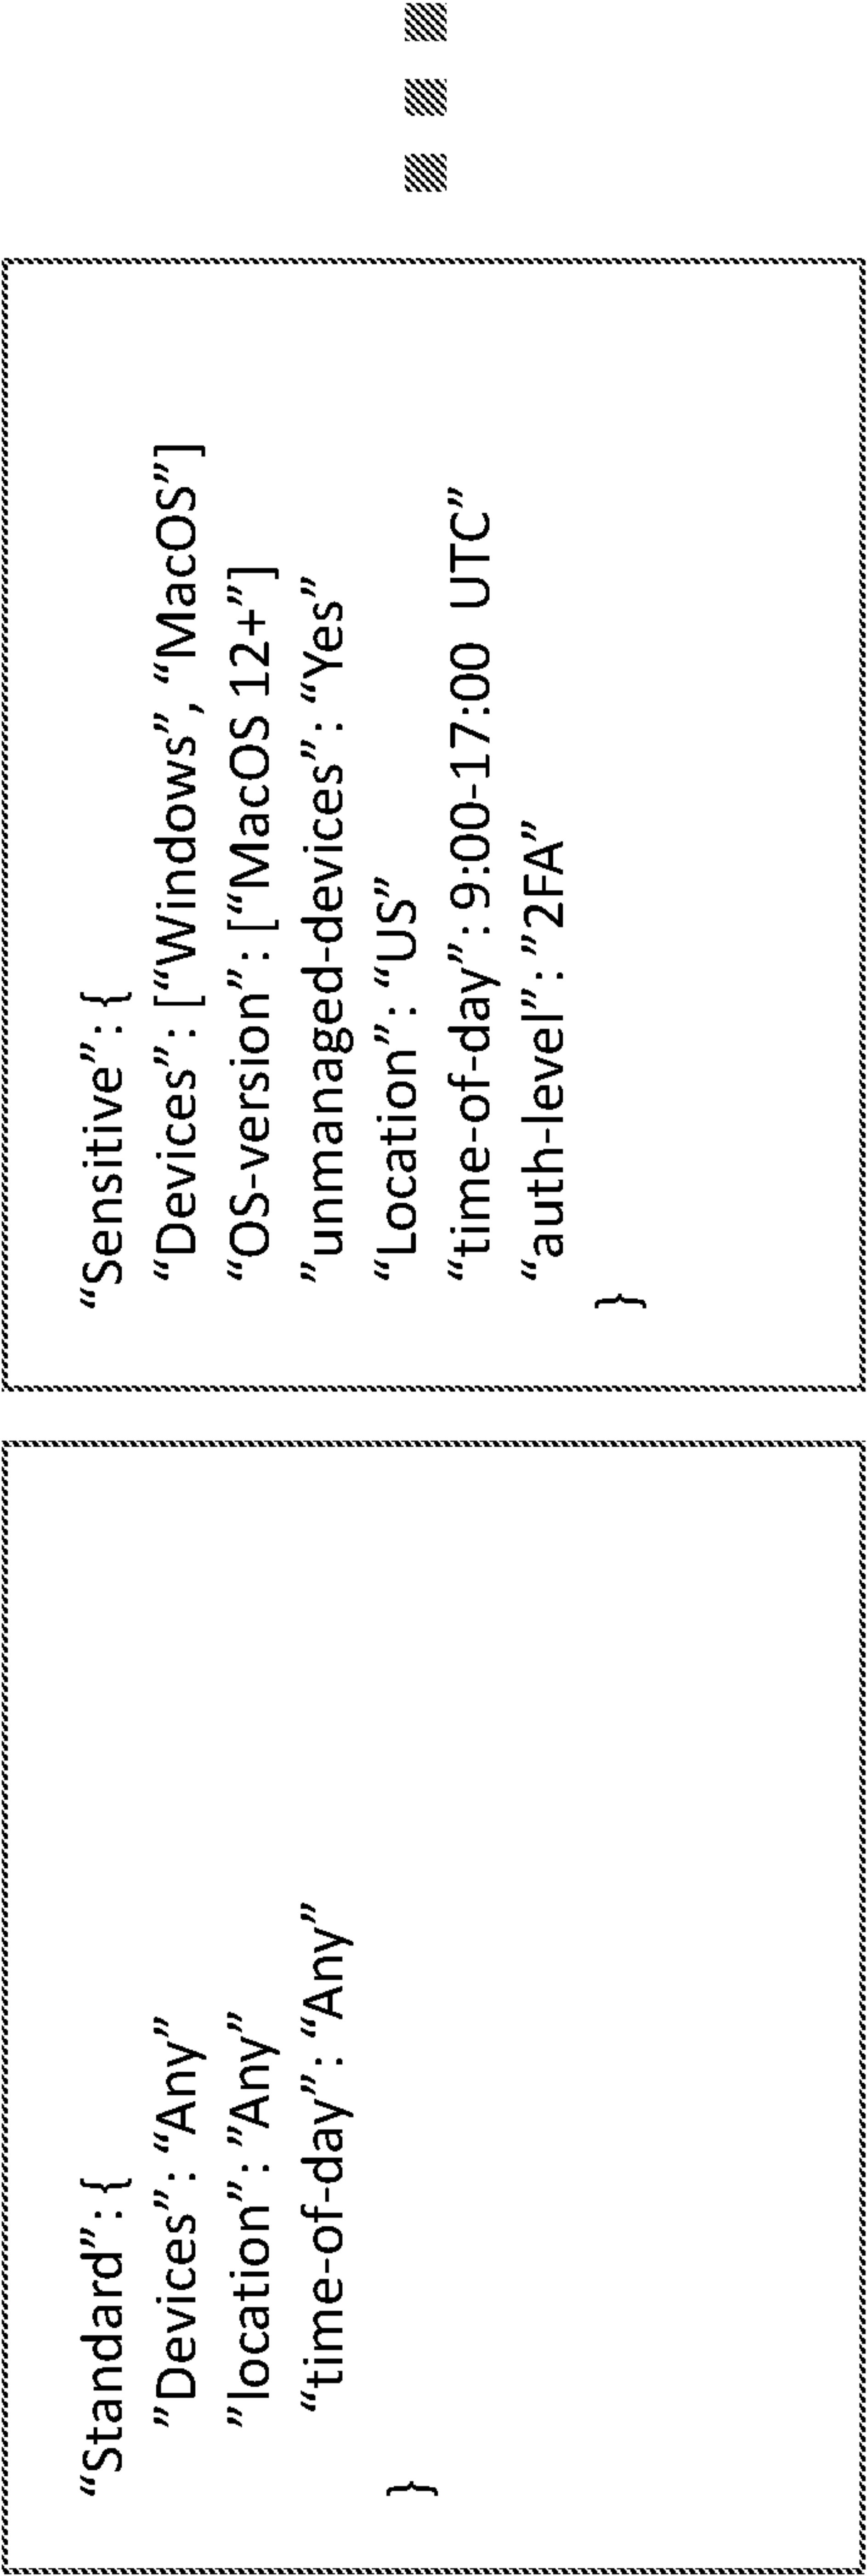 “Standard”: {
”Devices”: “Any”
”location”: ”Any”
“time-of-day”: “Any”
}
“Sensitive”: {
“Devices”: [“Windows”, “MacOS”]
“OS-version”: [“MacOS 12+”]
”unmanaged-devices”: “Yes”
“Location”: “US”
“time-of-day”: 9:00-17:00 UTC”
“auth-level”: ”2FA”
}